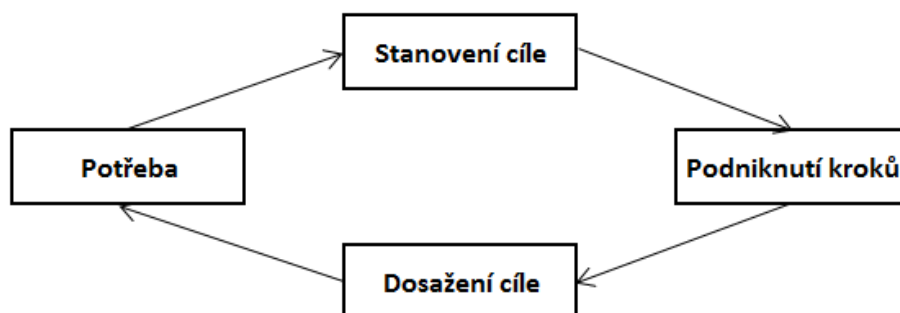 Stanovení cíle
Potřeba
Podniknutí kroků
Dosažení cíle